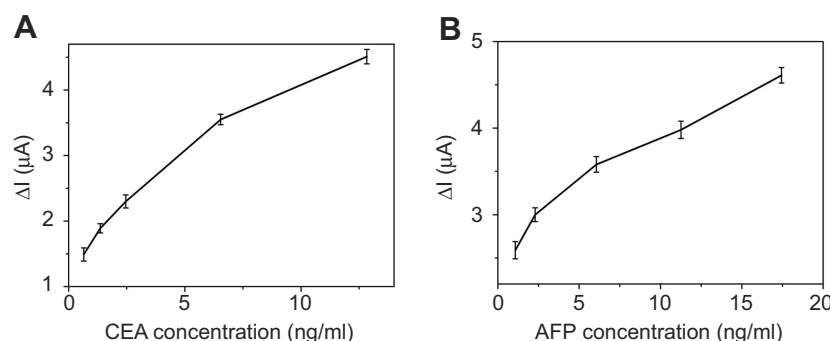 A
ΔI (μA)
4
3
2
1
0
5
10
CEA concentration (ng/ml)
B
ΔI (μA)
5
4
3
0
5
10
15
20
AFP concentration (ng/ml)